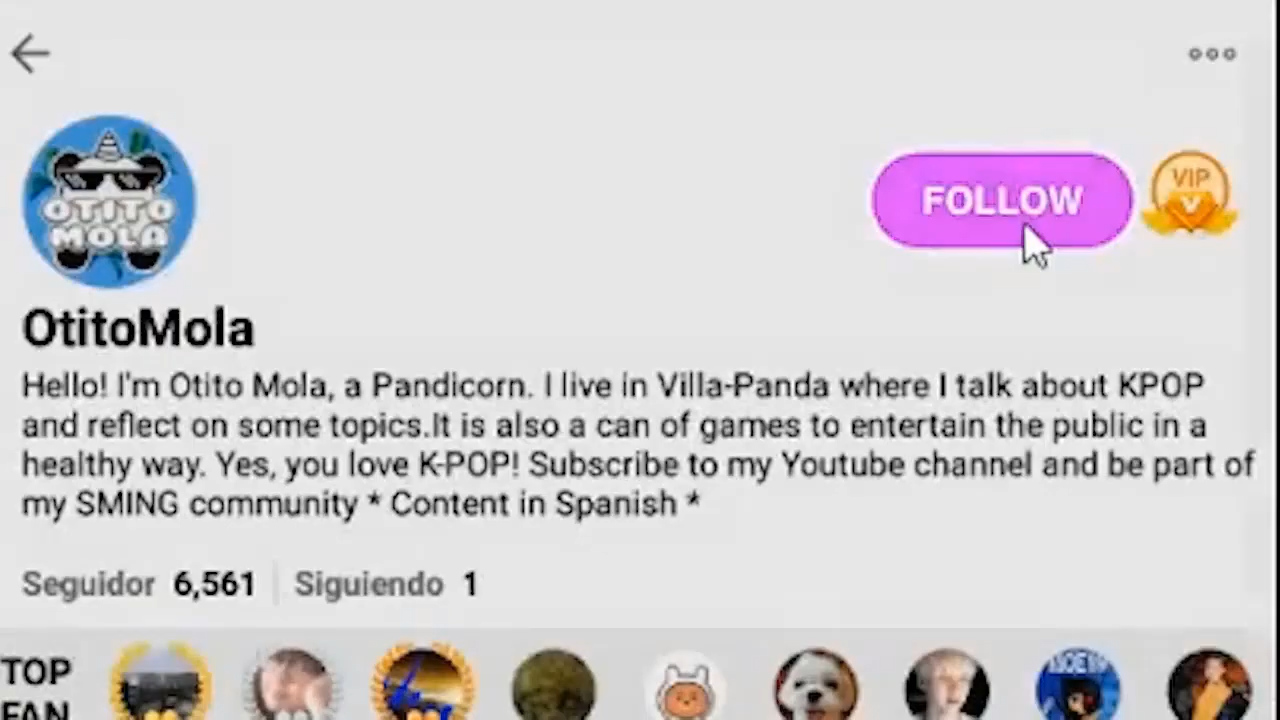 OTITO
MOLA
FOLLOW
VIP
OtitoMola
Hello! I'm Otito Mola, a Pandicorn. I live in Villa-Panda where I talk about KPOP
and reflect on some topics.It is also a can of games to entertain the public in a
healthy way. Yes, you love K-POP! Subscribe to my Youtube channel and be part of
my SMING community * Content in Spanish *
Seguidor 6,561 Siguiendo 1
TOP
FAN